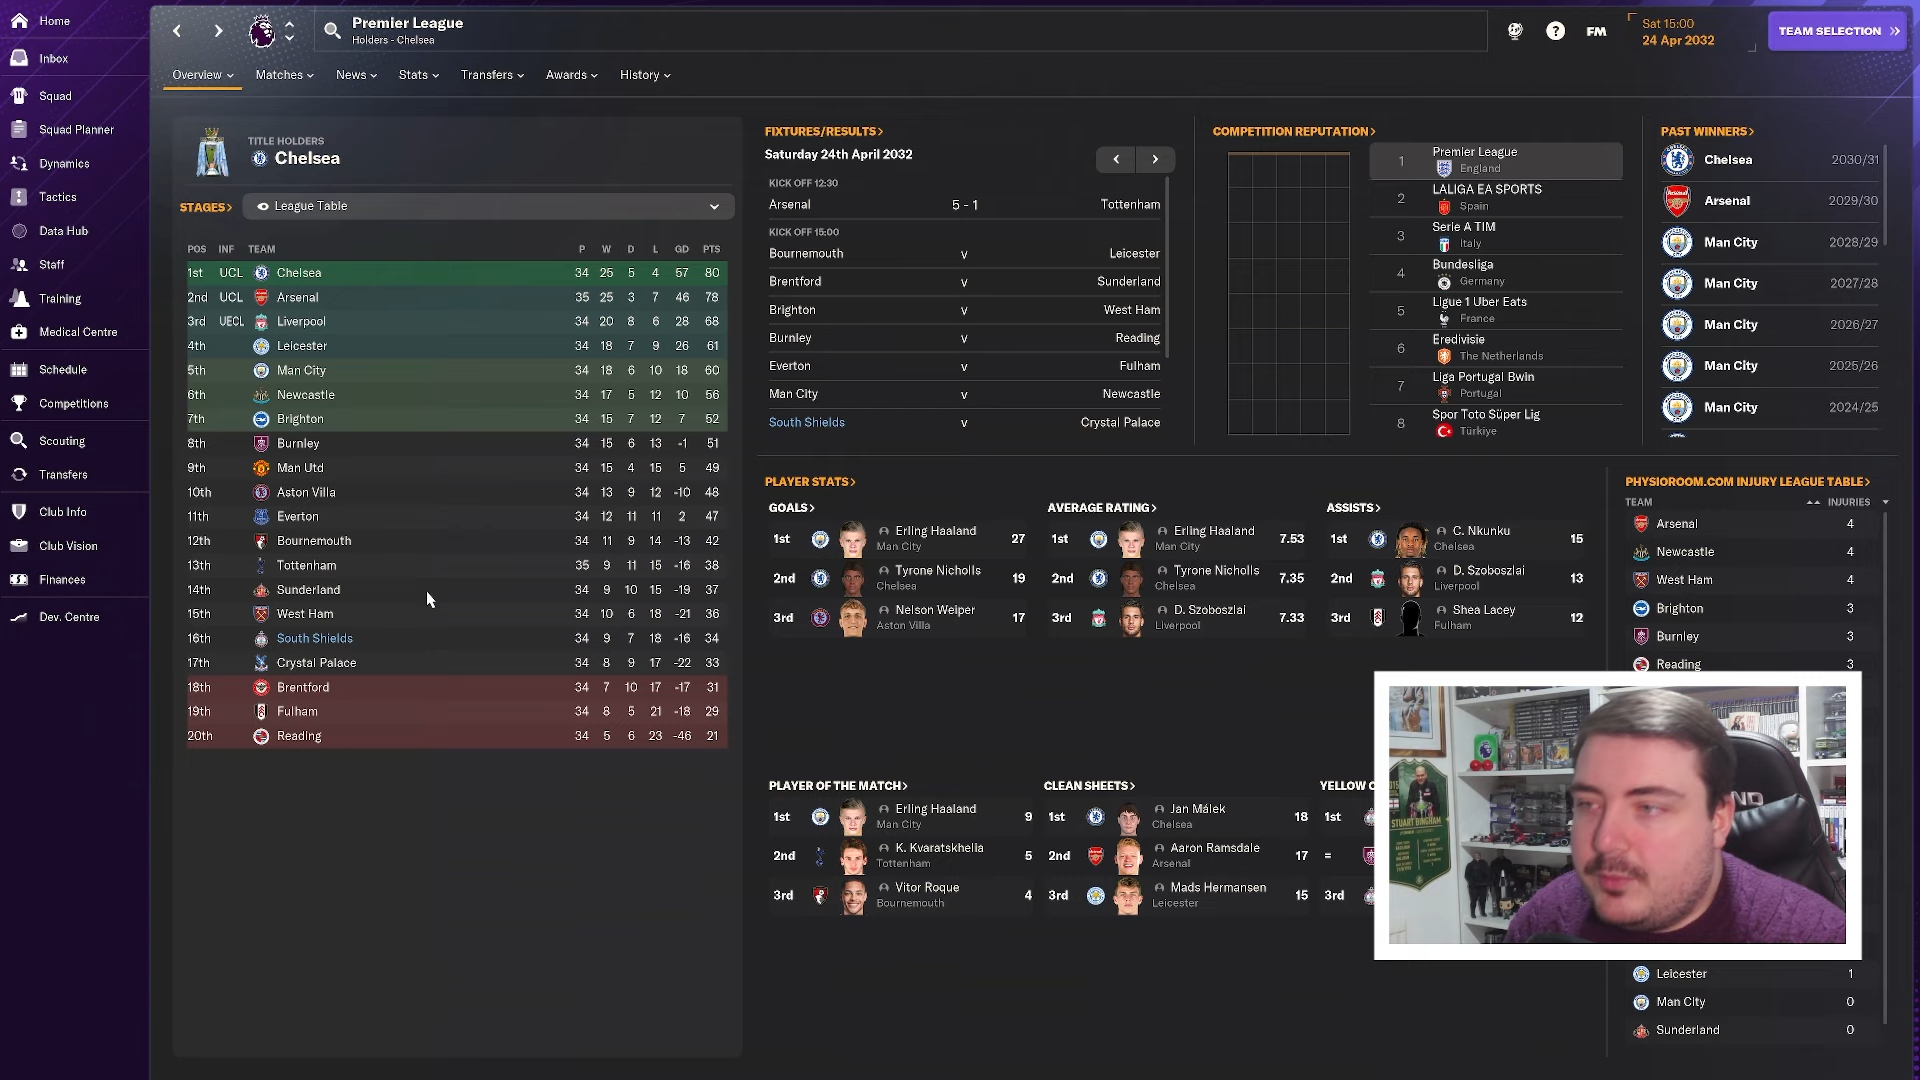 Home
Inbox
Squad
Squad Planner
Dynamics
Tactics
Data Hub
Staff
Training
Medical Centre
Schedule
Competitions
Scouting
Transfers
Club Info
Club Vision
Finances
Dev. Centre
Premier League
Holders - Chelsea
FM
Sat 15:00
24 Apr 2032
TEAM SELECTION
Overview Matches News Stats Transfers Awards History
TITLE HOLDERS
Chelsea
STAGES> League Table
POS INF TEAM P W D L GD PTS
1st UCL Chelsea 34 25 5 4 57 80
2nd UCL Arsenal 35 25 3 7 46 78
3rd UECL Liverpool 34 20 8 6 28 68
4th Leicester 34 18 7 9 26 61
5th Man City 34 18 6 10 18 60
6th Newcastle 34 17 5 12 10 56
7th Brighton 34 15 7 12 7 52
8th Burnley 34 15 6 13 -1 51
9th Man Utd 34 15 4 15 5 49
10th Aston Villa 34 13 9 12 -10 48
11th Everton 34 12 11 11 2 47
12th Bournemouth 34 11 9 14 -13 42
13th Tottenham 35 9 11 15 -16 38
14th Sunderland 34 9 10 15 -19 37
15th West Ham 34 10 6 18 -21 36
16th South Shields 34 9 7 18 -16 34
17th Crystal Palace 34 8 9 17 -22 33
18th Brentford 34 7 10 17 -17 31
19th Fulham 34 8 5 21 -18 29
20th Reading 34 5 6 23 -46 21
FIXTURES/RESULTS>
Saturday 24th April 2032
KICK OFF 12:30
Arsenal 5 - 1 Tottenham
KICK OFF 15:00
Bournemouth v Leicester
Brentford v Sunderland
Brighton v West Ham
Burnley v Reading
Everton v Fulham
Man City v Newcastle
South Shields v Crystal Palace
COMPETITION REPUTATION>
1 Premier League
England
2 LALIGA EA SPORTS
Spain
3 Serie A TIM
Italy
4 Bundesliga
Germany
5 Ligue 1 Uber Eats
France
6 Eredivisie
The Netherlands
7 Liga Portugal Bwin
Portugal
8 Spor Toto Süper Lig
Türkiye
PAST WINNERS>
Chelsea 2030/31
Arsenal 2029/30
Man City 2028/29
Man City 2027/28
Man City 2026/27
Man City 2025/26
Man City 2024/25
PLAYER STATS>
GOALS>
1st Erling Haaland 27
Man City
2nd Tyrone Nicholls 19
Chelsea
3rd Nelson Weiper 17
Aston Villa
AVERAGE RATING>
1st Erling Haaland 7.53
Man City
2nd Tyrone Nicholls 7.35
Chelsea
3rd D. Szoboszlai 7.33
Liverpool
ASSISTS>
1st C. Nkunku 15
Chelsea
2nd D. Szoboszlai 13
Liverpool
3rd Shea Lacey 12
Fulham
PLAYER OF THE MATCH>
1st Erling Haaland 9
Man City
2nd K. Kvaratskhelia 5
Tottenham
3rd Vitor Roque 4
Bournemouth
CLEAN SHEETS>
1st Jan Málek 18
Chelsea
2nd Aaron Ramsdale 17
Arsenal
3rd Mads Hermansen 15
Leicester
YELLOW C
1st
=
3rd
PHYSIOROOM.COM INJURY LEAGUE TABLE>
TEAM INJURIES
Arsenal 4
Newcastle 4
West Ham 4
Brighton 3
Burnley 3
Reading 3
Leicester 1
Man City 0
Sunderland 0
STUART BINGHAM